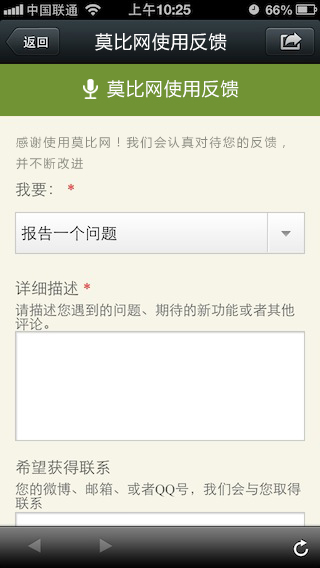 中国联通 上午10:25 66%
返回 莫比网使用反馈
莫比网使用反馈
感谢使用莫比网！我们会认真对待您的反馈，
并不断改进
我要： *
报告一个问题
详细描述 *
请描述您遇到的问题、期待的新功能或者其他
评论。
希望获得联系
您的微博、邮箱、或者QQ号，我们会与您取得
联系